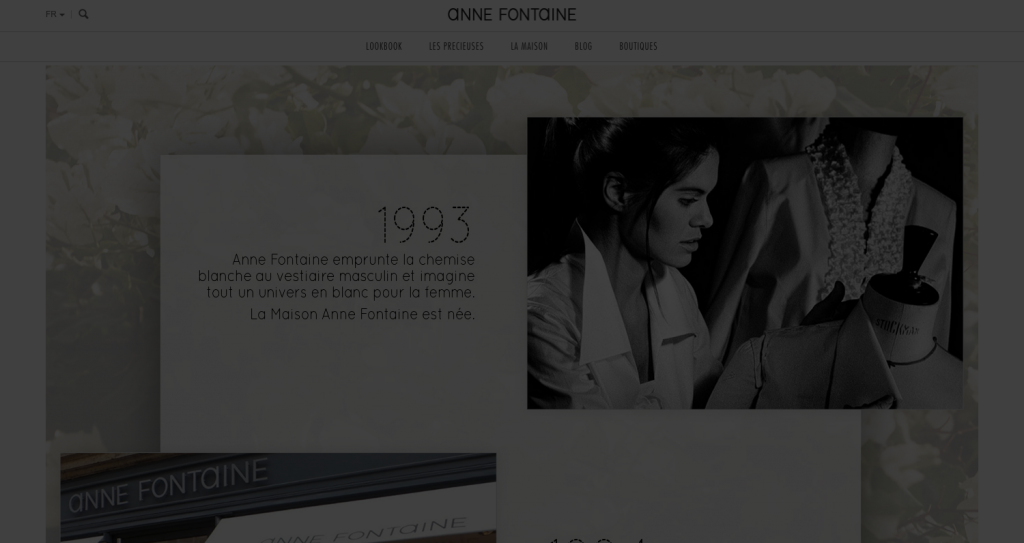 FR
ANNE FONTAINE
LOOKBOOK LES PRECIEUSES LA MAISON BLOG BOUTIQUES
1993
Anne Fontaine emprunte la chemise
blanche au vestiaire masculin et imagine
tout un univers en blanc pour la femme.
La Maison Anne Fontaine est née.
STOCKMAN
ANNE FONTAINE
ANNE FONTAINE